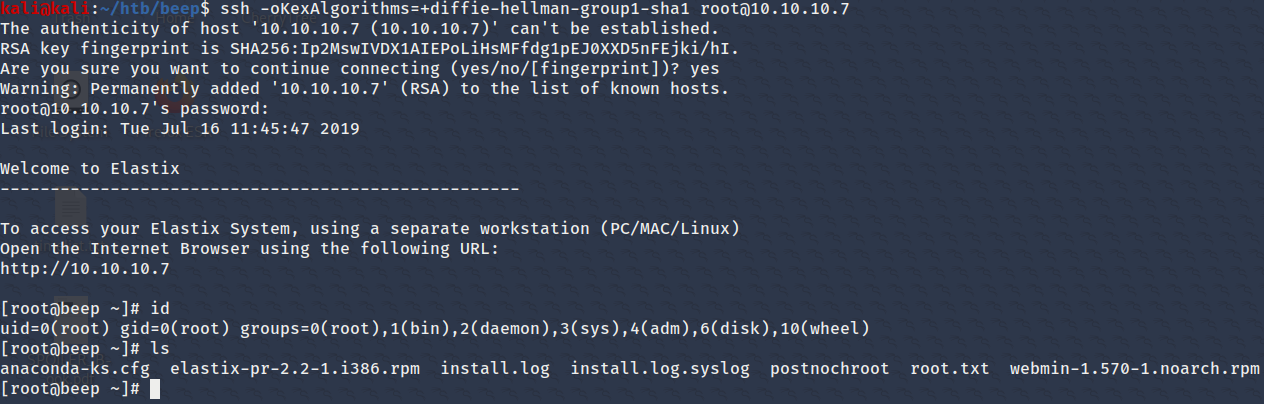 kali@kali:~/htb/beep$ ssh -oKexAlgorithms=+diffie-hellman-group1-sha1 root@10.10.10.7
The authenticity of host '10.10.10.7 (10.10.10.7)' can't be established.
RSA key fingerprint is SHA256:Ip2MswIVDX1AIEPoLiHsMFfdg1pEJ0XXD5nFEjki/hI.
Are you sure you want to continue connecting (yes/no/[fingerprint])? yes
Warning: Permanently added '10.10.10.7' (RSA) to the list of known hosts.
root@10.10.10.7's password:
Last login: Tue Jul 16 11:45:47 2019
Welcome to Elastix
----------------------------------------------------
To access your Elastix System, using a separate workstation (PC/MAC/Linux)
Open the Internet Browser using the following URL:
http://10.10.10.7
[root@beep ~]# id
uid=0(root) gid=0(root) groups=0(root),1(bin),2(daemon),3(sys),4(adm),6(disk),10(wheel)
[root@beep ~]# ls
anaconda-ks.cfg  elastix-pr-2.2-1.i386.rpm  install.log  install.log.syslog  postnochroot  root.txt  webmin-1.570-1.noarch.rpm
[root@beep ~]#